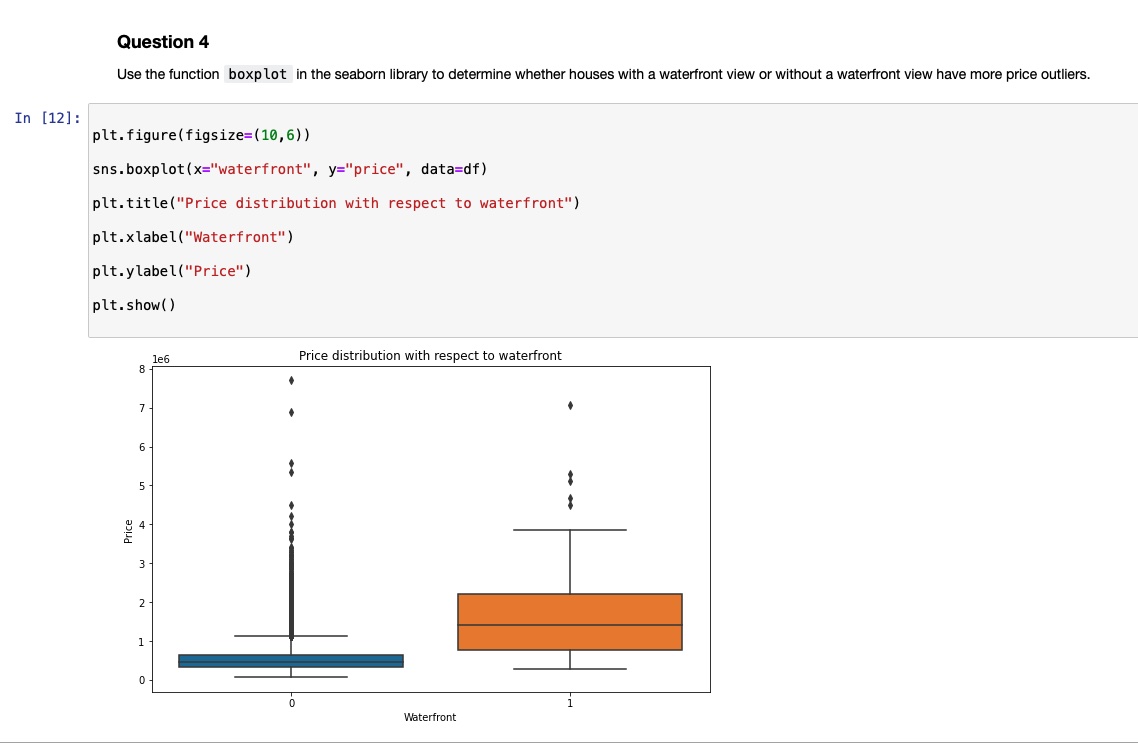 Question 4
Use the function boxplot in the seaborn library to determine whether houses with a waterfront view or without a waterfront view have more price outliers.
In [12]:
plt.figure(figsize=(10,6))
sns.boxplot(x="waterfront", y="price", data=df)
plt.title("Price distribution with respect to waterfront")
plt.xlabel("Waterfront")
plt.ylabel("Price")
plt.show()
Price distribution with respect to waterfront
1e6
8
7
6
5
4
3
2
1
0
Price
0 1
Waterfront